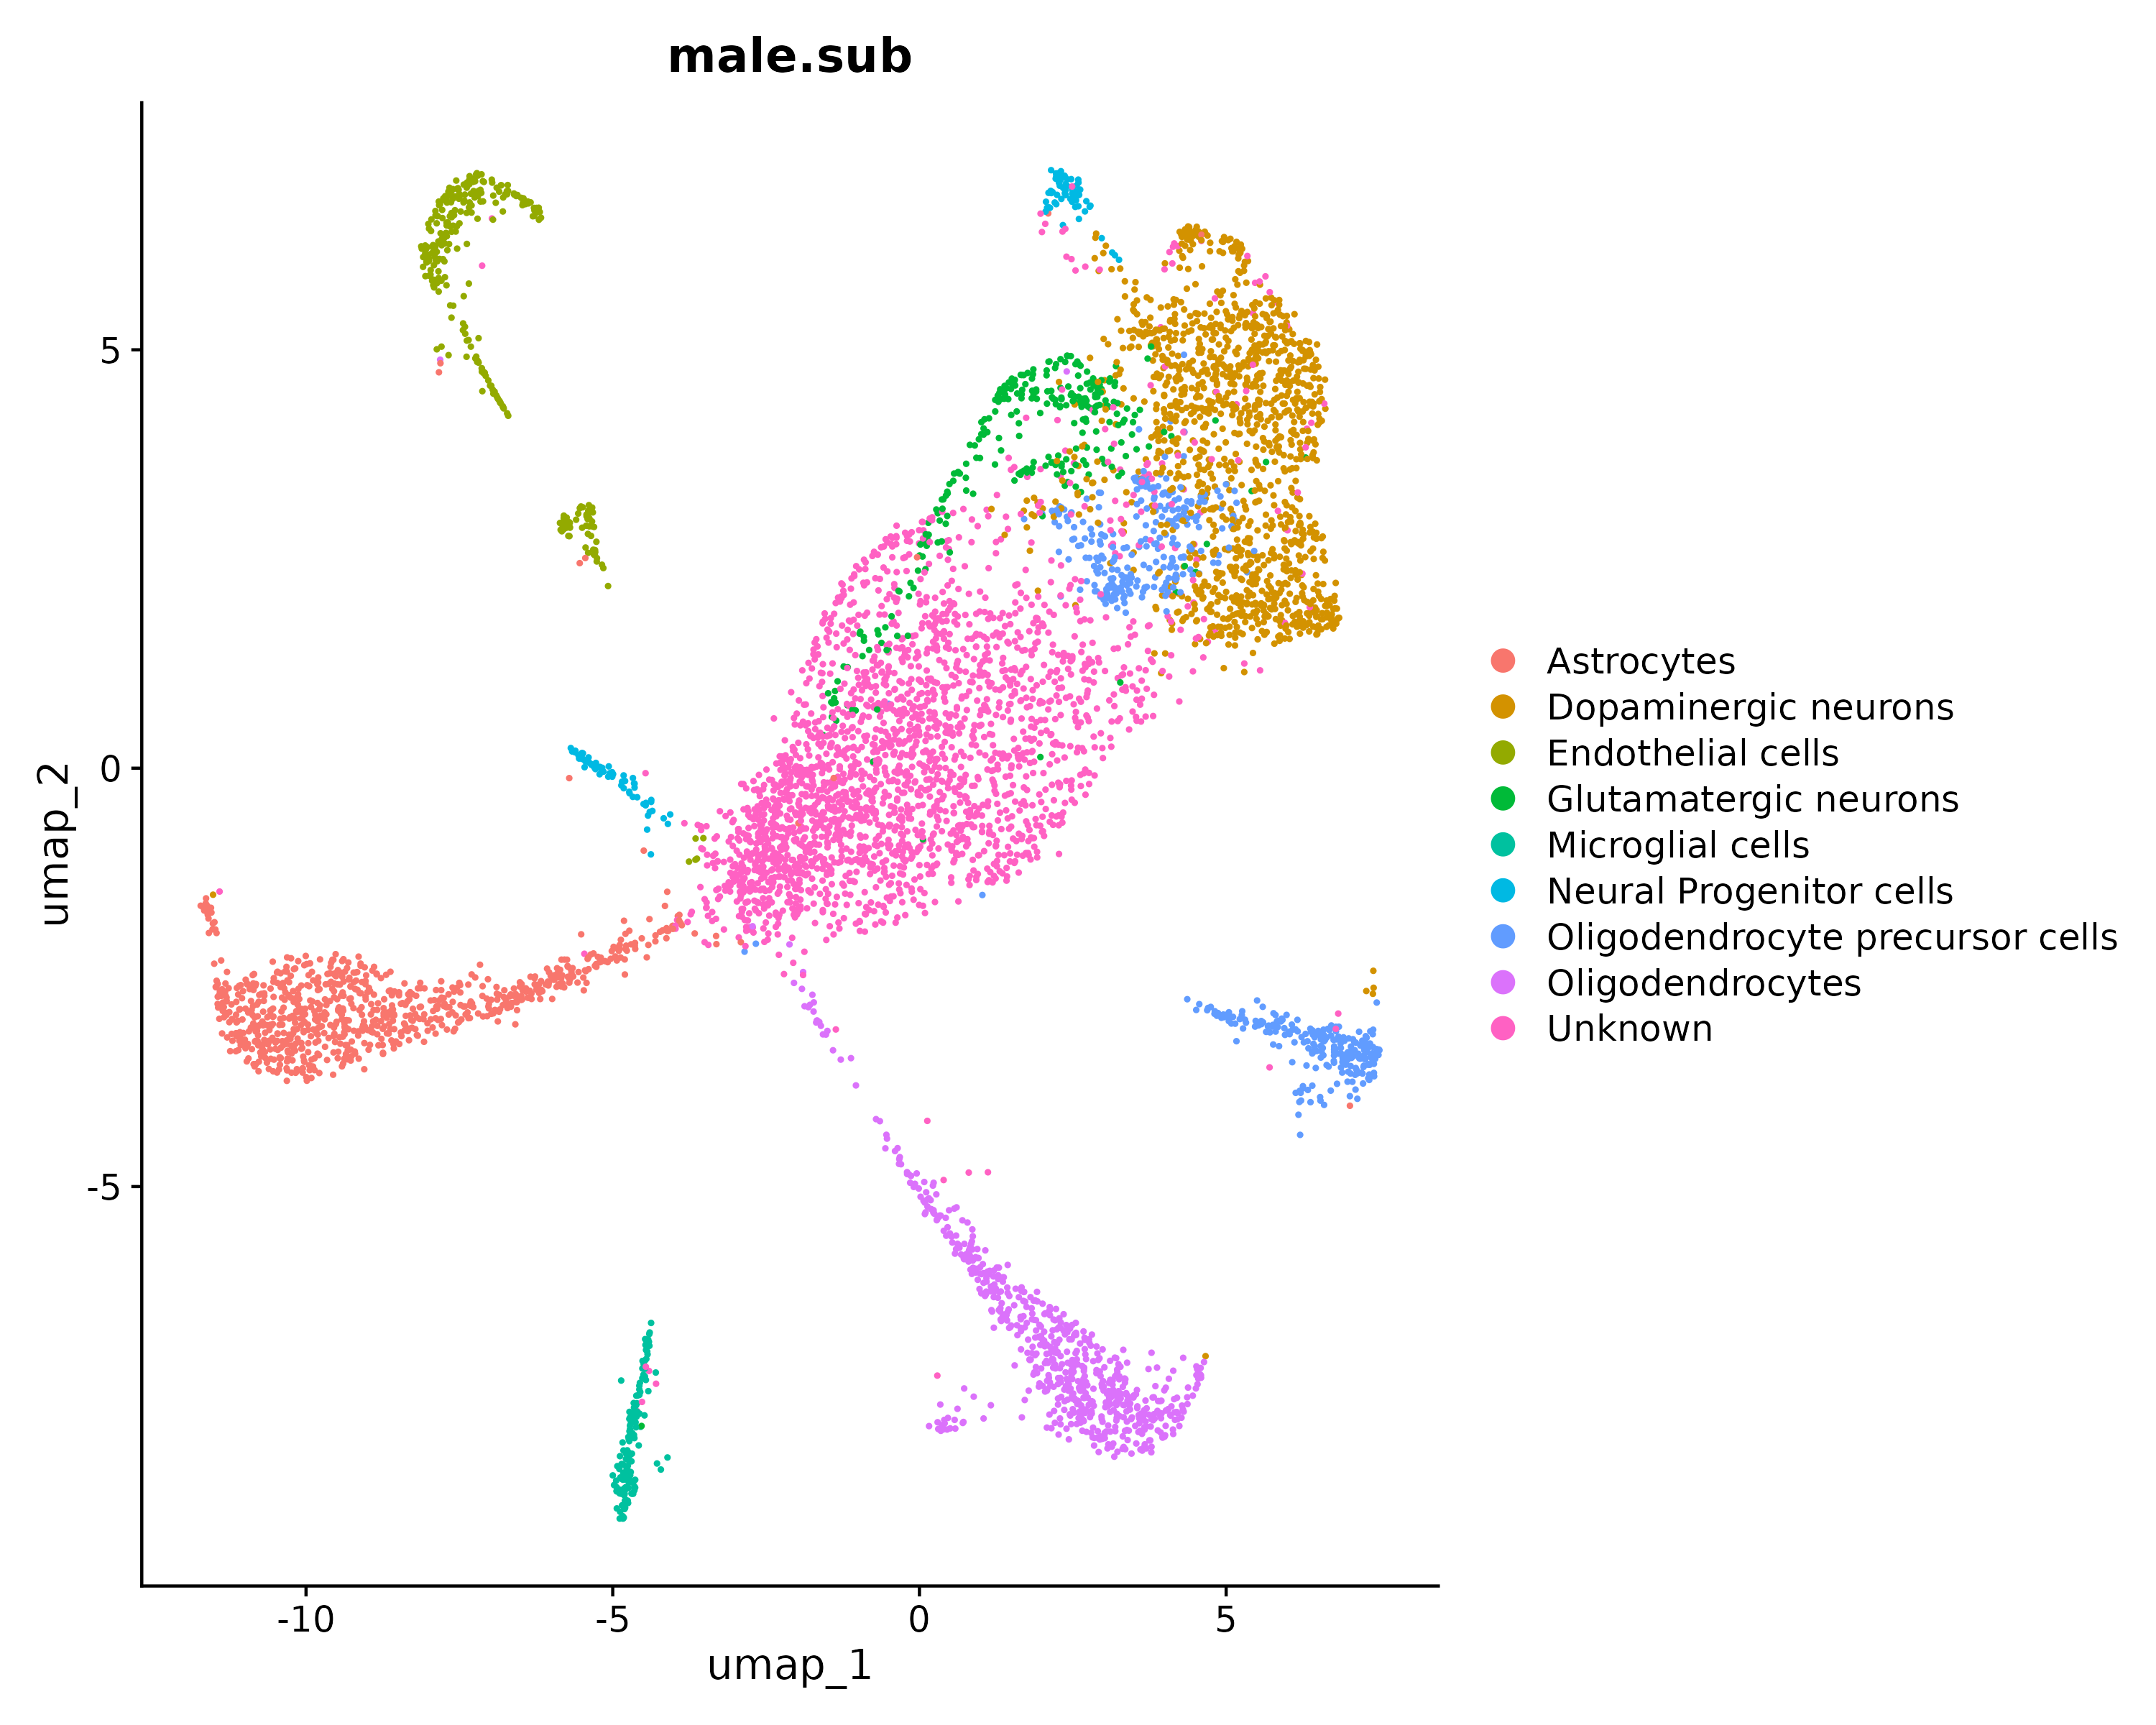 male.sub
5
0
-5
umap_2
-10
-5
0
5
umap_1
Astrocytes
Dopaminergic neurons
Endothelial cells
Glutamatergic neurons
Microglial cells
Neural Progenitor cells
Oligodendrocyte precursor cells
Oligodendrocytes
Unknown